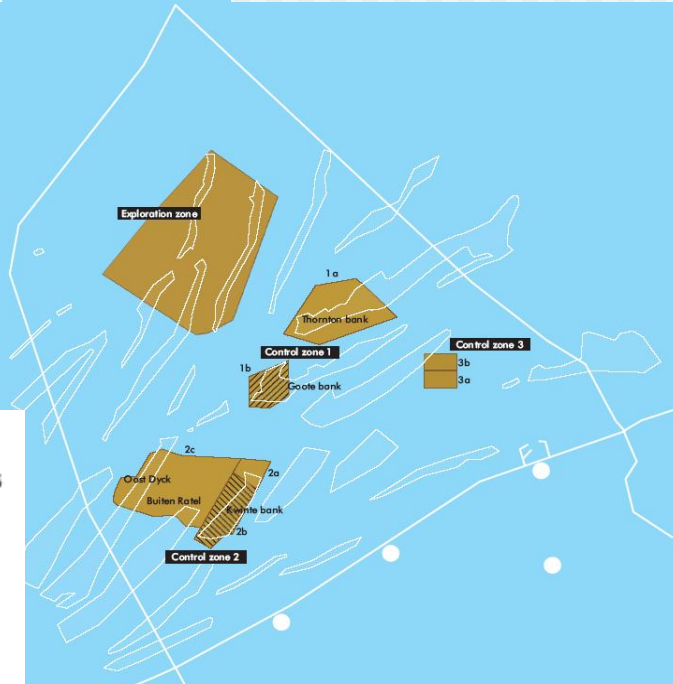 Exploration zone
1a
Thornton bank
Control zone 1
Control zone 3
1b
3b
Goote bank
3a
2c
2a
Oost Dyck
Buiten Ratel
Kwinte bank
2b
Control zone 2